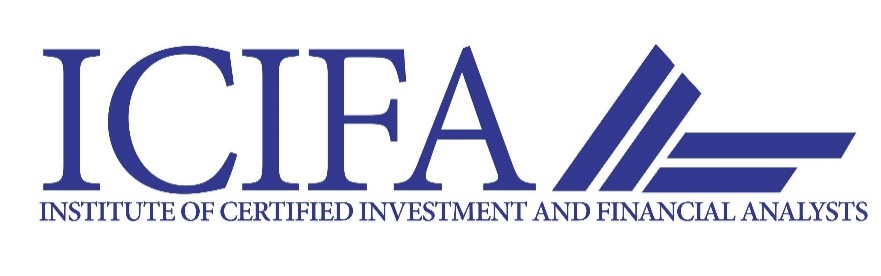 ICIFA
INSTITUTE OF CERTIFIED INVESTMENT AND FINANCIAL ANALYSTS